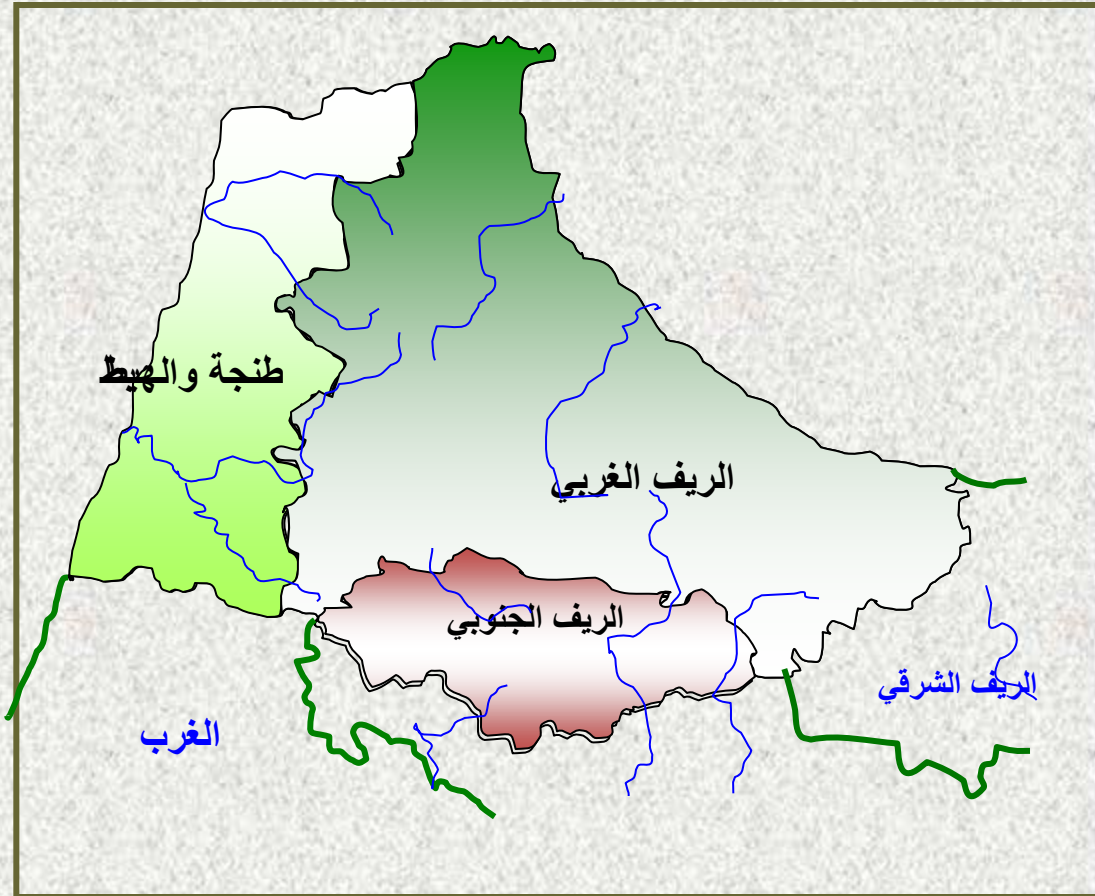 طنجة والهبط
الريف الغربي
الريف الجنوبي
الريف الشرقي
الغرب